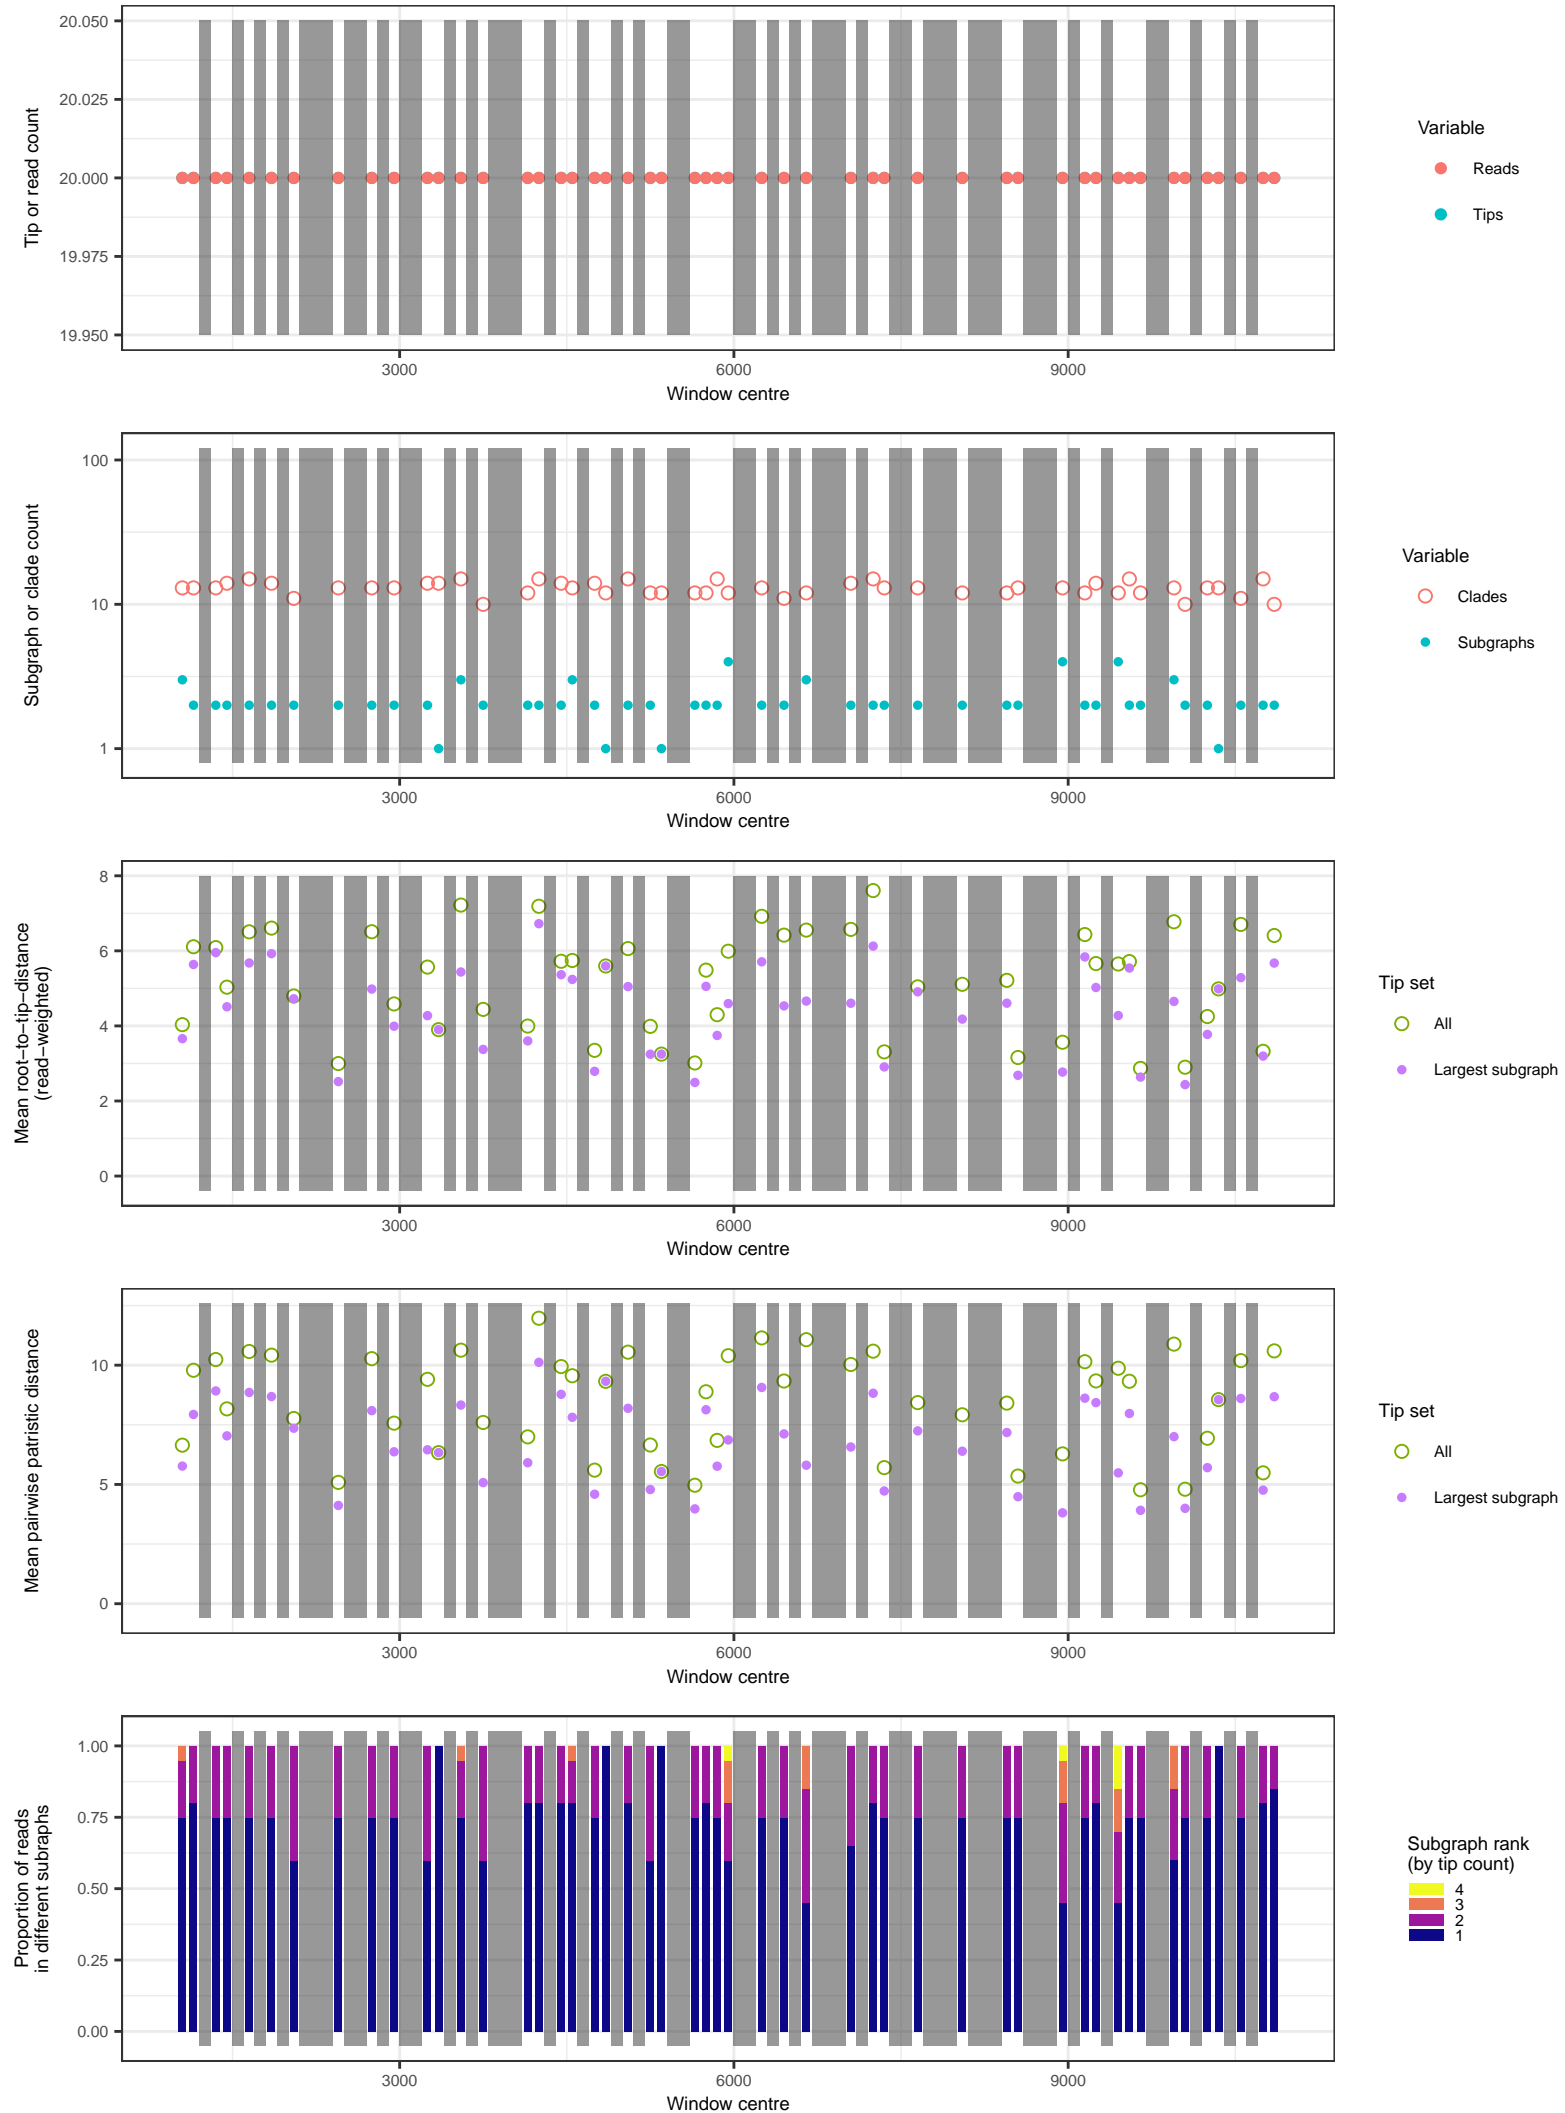 20.050
20.025
20.000
19.975
19.950
Tip or read count
3000
6000
9000
Window centre
Variable
Reads
Tips
100
10
1
Subgraph or clade count
3000
6000
9000
Window centre
Variable
Clades
Subgraphs
8
6
4
2
0
Mean root−to−tip−distance
(read−weighted)
3000
6000
9000
Window centre
Tip set
All
Largest subgraph
10
5
0
Mean pairwise patristic distance
3000
6000
9000
Window centre
Tip set
All
Largest subgraph
1.00
0.75
0.50
0.25
0.00
Proportion of reads
in different subraphs
3000
6000
9000
Window centre
Subgraph rank
(by tip count)
4
3
2
1